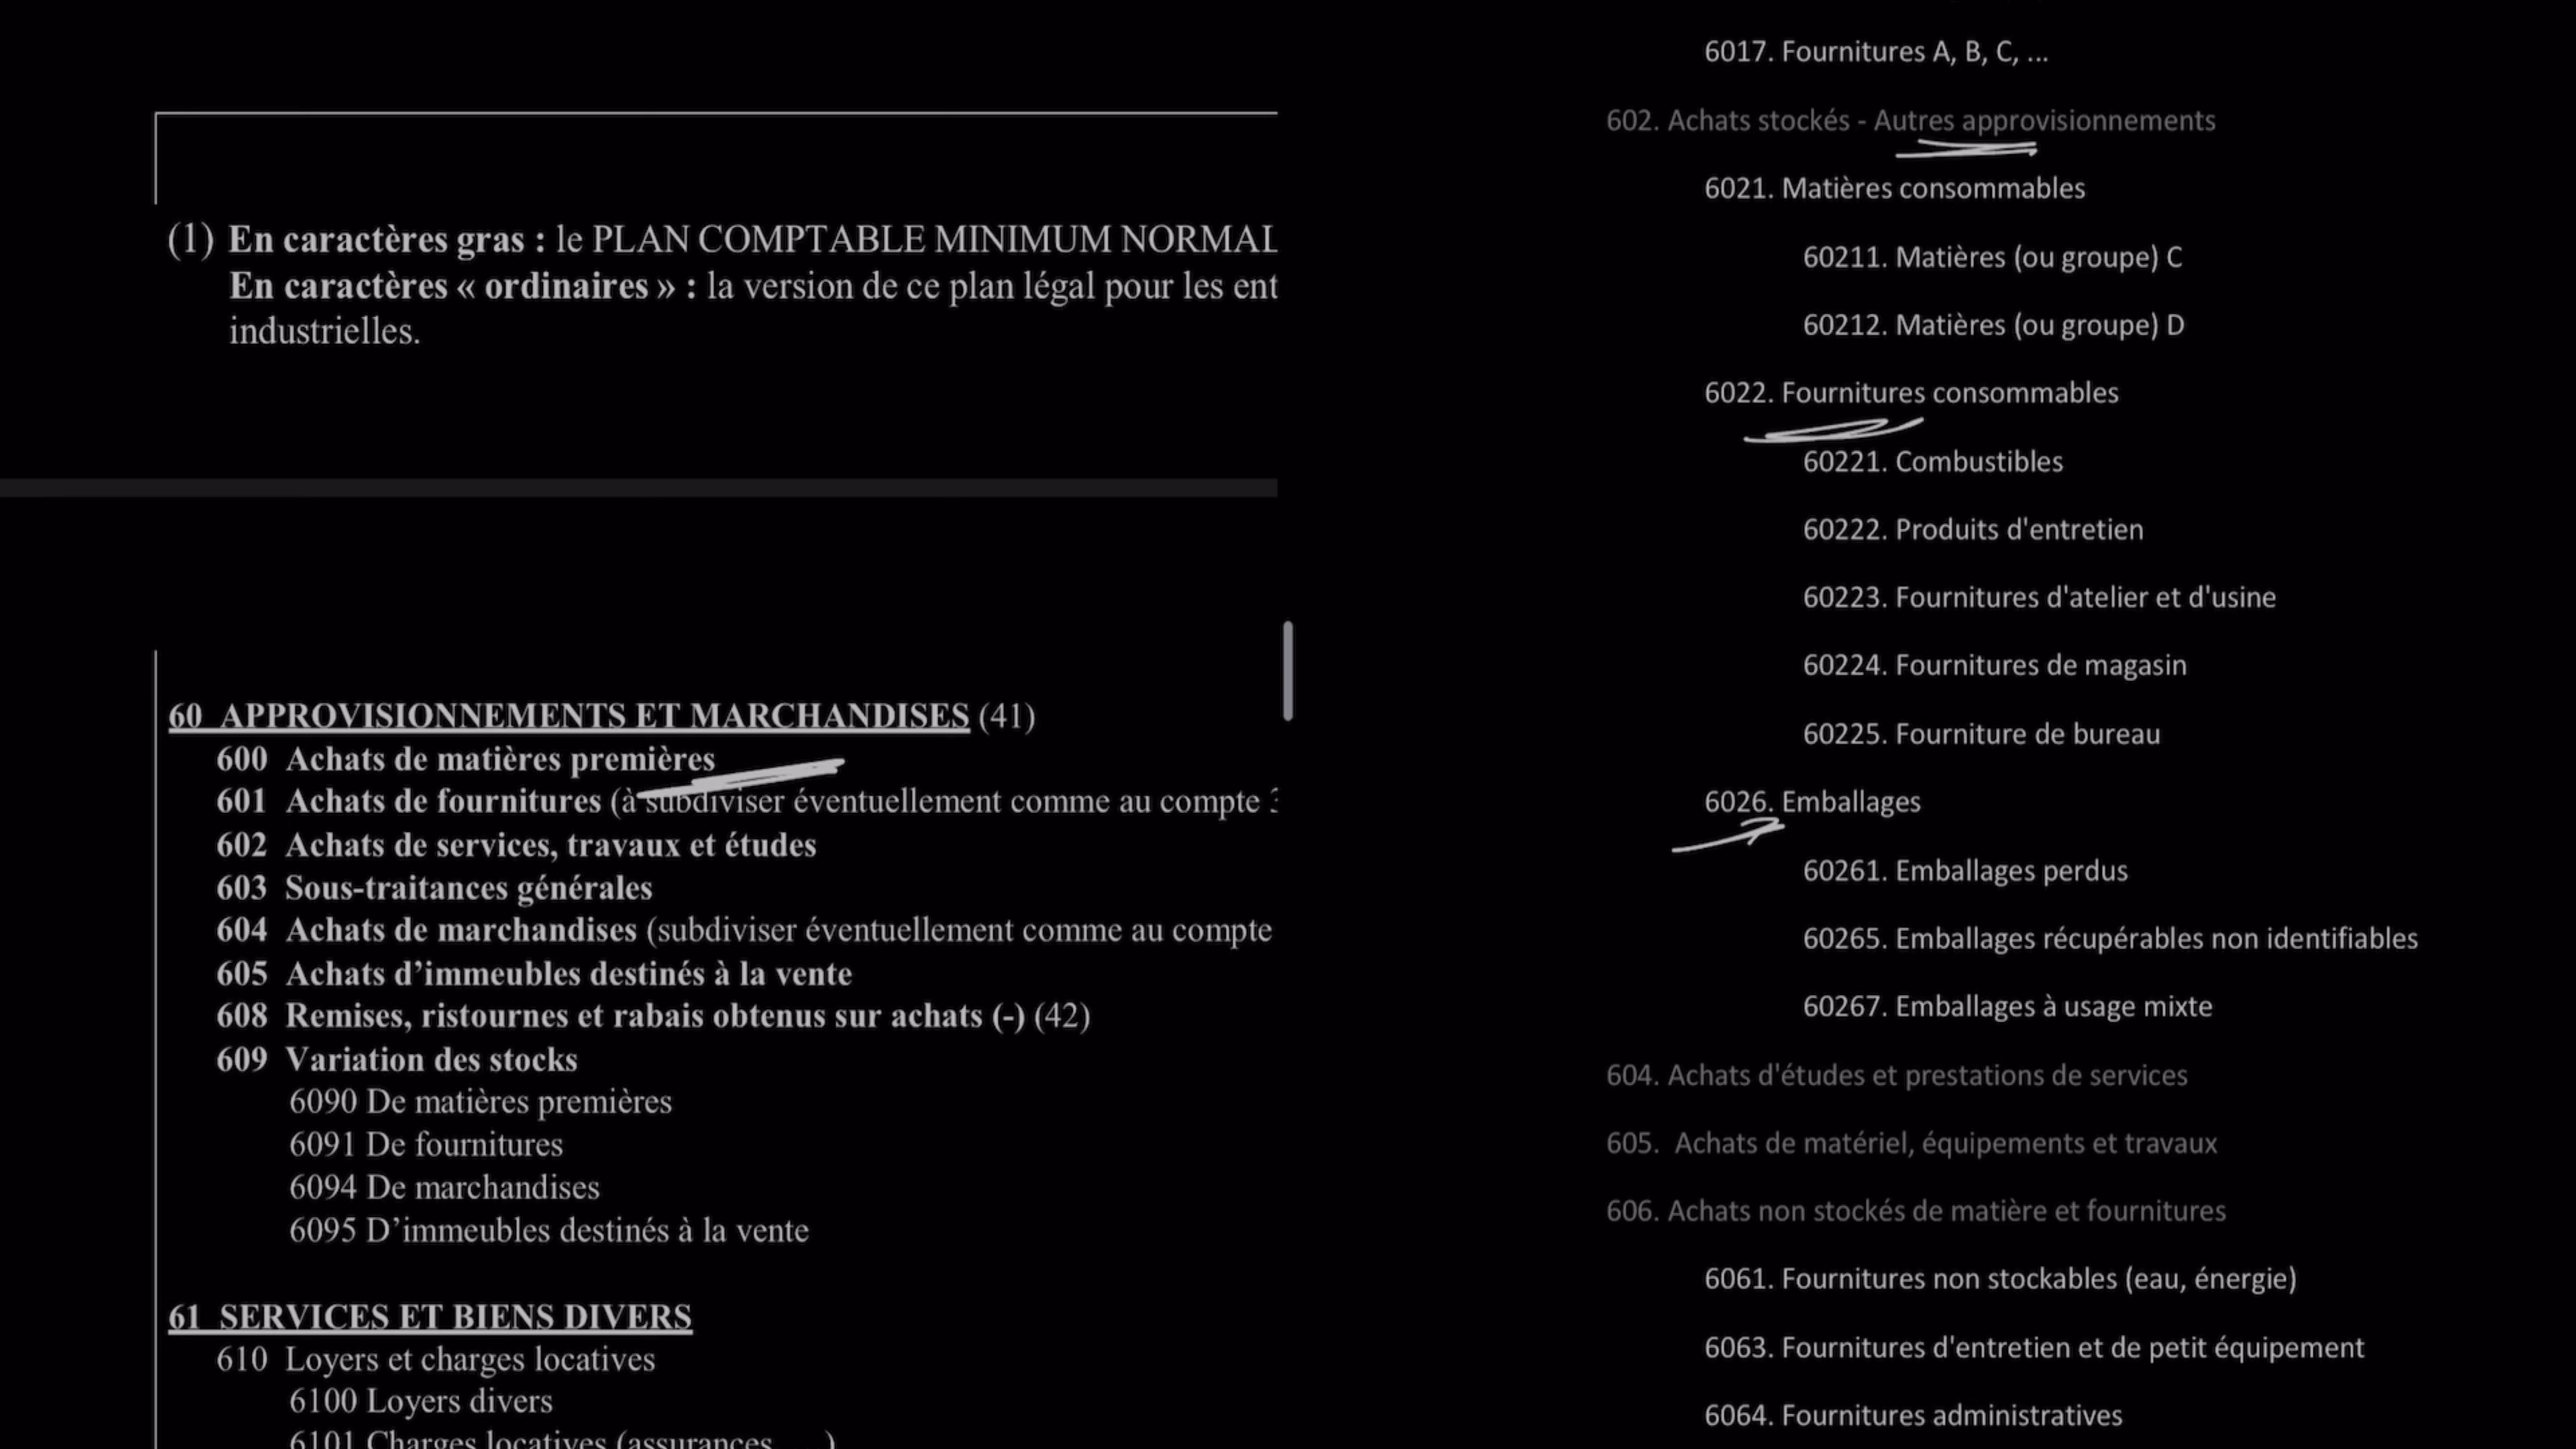 (1) En caractères gras : le PLAN COMPTABLE MINIMUM NORMAL
En caractères « ordinaires » : la version de ce plan légal pour les ent
industrielles.
60 APPROVISIONNEMENTS ET MARCHANDISES (41)
600 Achats de matières premières
601 Achats de fournitures (à subdiviser éventuellement comme au compte
602 Achats de services, travaux et études
603 Sous-traitances générales
604 Achats de marchandises (subdiviser éventuellement comme au compte
605 Achats d’immeubles destinés à la vente
608 Remises, ristournes et rabais obtenus sur achats (-) (42)
609 Variation des stocks
6090 De matières premières
6091 De fournitures
6094 De marchandises
6095 D’immeubles destinés à la vente
61 SERVICES ET BIENS DIVERS
610 Loyers et charges locatives
6100 Loyers divers
6101 Charges locatives (assurances, ...)
6017. Fournitures A, B, C, ...
602. Achats stockés - Autres approvisionnements
6021. Matières consommables
60211. Matières (ou groupe) C
60212. Matières (ou groupe) D
6022. Fournitures consommables
60221. Combustibles
60222. Produits d'entretien
60223. Fournitures d'atelier et d'usine
60224. Fournitures de magasin
60225. Fourniture de bureau
6026. Emballages
60261. Emballages perdus
60265. Emballages récupérables non identifiables
60267. Emballages à usage mixte
604. Achats d'études et prestations de services
605. Achats de matériel, équipements et travaux
606. Achats non stockés de matière et fournitures
6061. Fournitures non stockables (eau, énergie)
6063. Fournitures d'entretien et de petit équipement
6064. Fournitures administratives